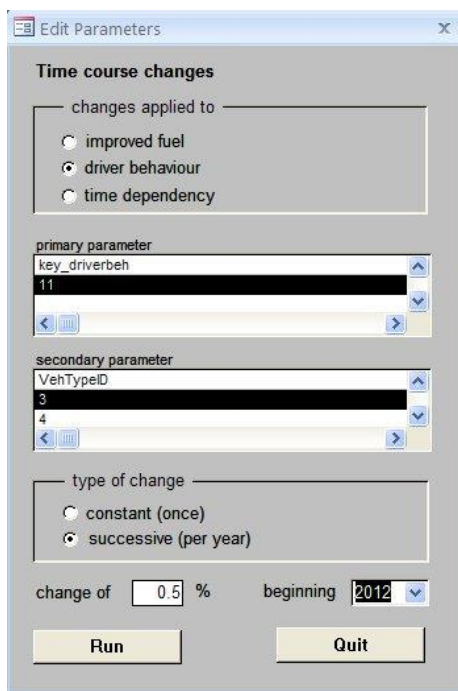 Edit Parameters x
Time course changes
changes applied to
improved fuel
driver behaviour
time dependency
primary parameter
key_driverbeh
11
secondary parameter
VehTypeID
3
4
type of change
constant (once)
successive (per year)
change of 0.5 % beginning 2012
Run Quit